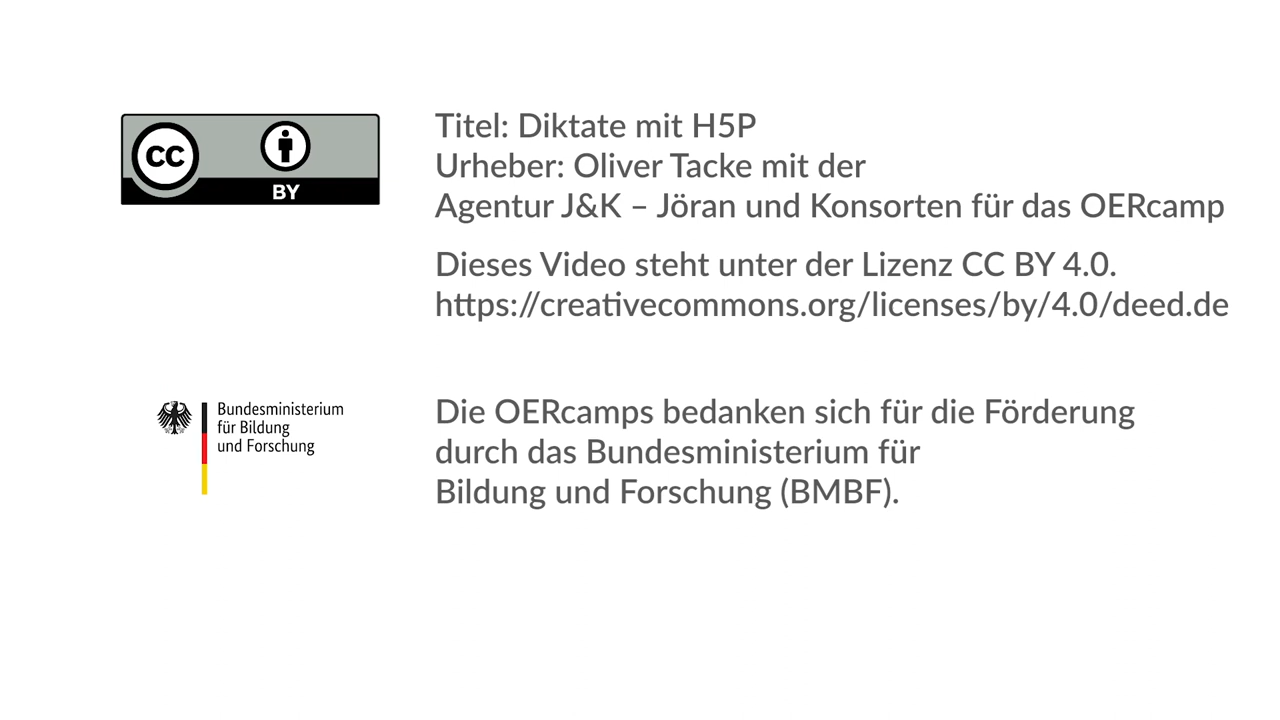 CC
BY
Titel: Diktate mit H5P
Urheber: Oliver Tacke mit der
Agentur J&K – Jöran und Konsorten für das OERcamp
Dieses Video steht unter der Lizenz CC BY 4.0.
https://creativecommons.org/licenses/by/4.0/deed.de
Bundesministerium
für Bildung
und Forschung
Die OERcamps bedanken sich für die Förderung
durch das Bundesministerium für
Bildung und Forschung (BMBF).